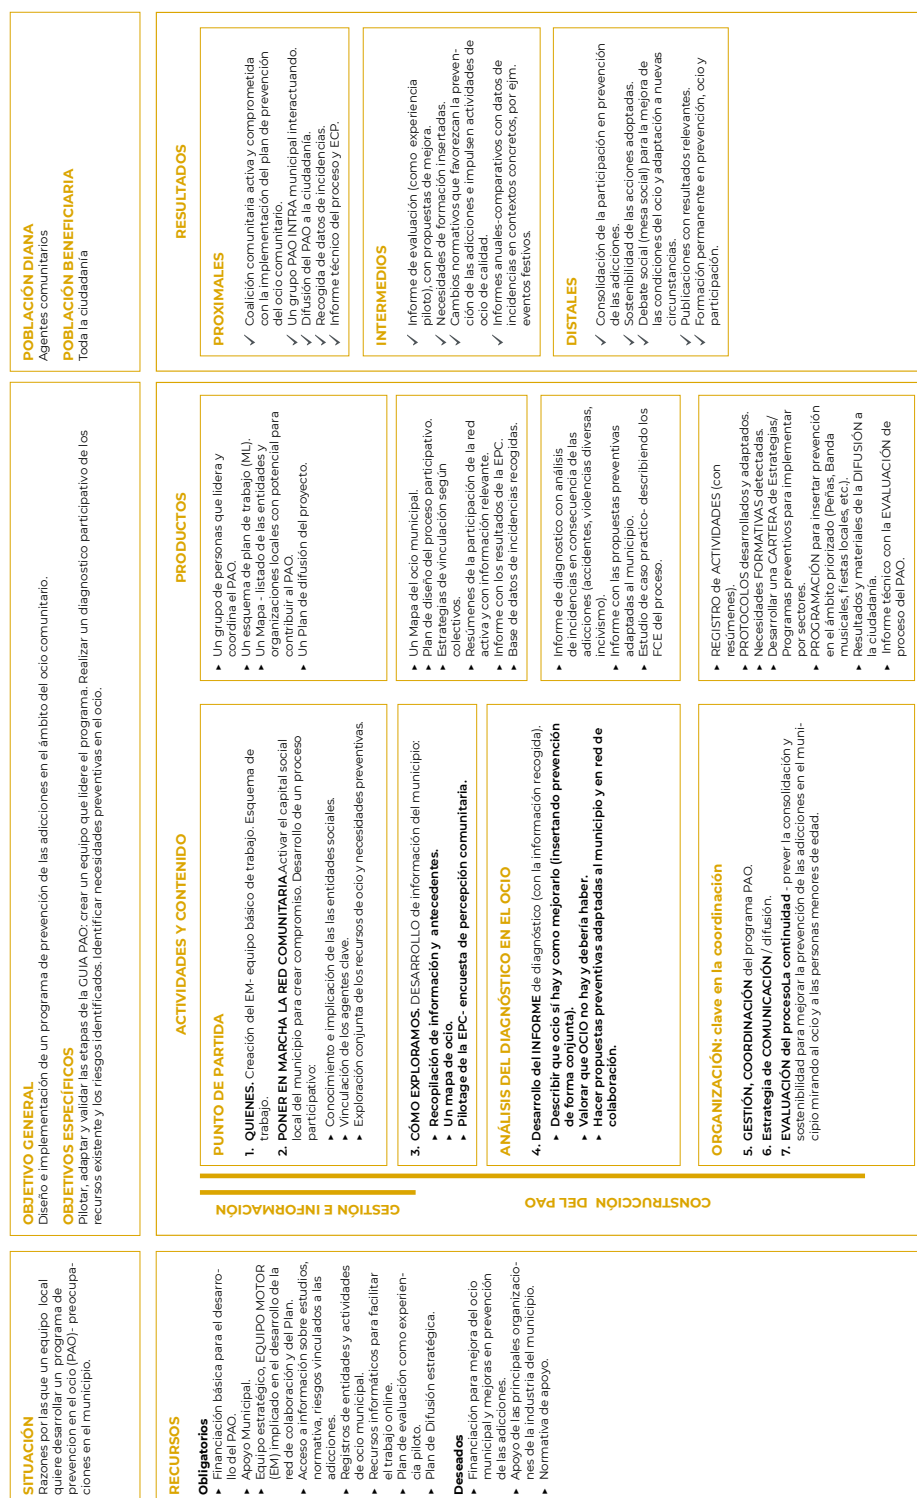 SITUACIÓN
Razones por las que un equipo local
quiere desarrollar un programa de
prevencion en el ocio (PAO)- preocupa-
ciones en el municipio.
OBJETIVO GENERAL
Diseño e implementación de un programa de prevención de las adicciones en el ámbito del ocio comunitario.
OBJETIVOS ESPECÍFICOS
Pilotar, adaptar y validar las etapas de la GUIA PAO: crear un equipo que lidere el programa. Realizar un diagnostico participativo de los
recursos existente y los riesgos identificados. Identificar necesidades preventivas en el ocio.
POBLACIÓN DIANA
Agentes comunitarios
POBLACIÓN BENEFICIARIA
Toda la ciudadanía
RECURSOS
Obligatorios
▸ Financiación básica para el desarro-
llo del PAO.
▸ Apoyo Municipal.
▸ Equipo estratégico, EQUIPO MOTOR
(EM) implicado en el desarrollo de la
red de colaboración y del Plan.
▸ Acceso a información sobre estudios,
normativa, riesgos vinculados a las
adicciones.
▸ Registros de entidades y actividades
de ocio municipal.
▸ Recursos informáticos para facilitar
el trabajo online.
▸ Plan de evaluación como experien-
cia piloto.
▸ Plan de Difusión estratégica.
Deseados
▸ Financiación para mejora del ocio
municipal y mejoras en prevención
de las adicciones.
▸ Apoyo de las principales organizacio-
nes de la industria del municipio.
▸ Normativa de apoyo.
GESTIÓN E INFORMACIÓN
CONSTRUCCIÓN DEL PAO
ACTIVIDADES Y CONTENIDO
PUNTO DE PARTIDA
1. QUIENES. Creación del EM- equipo básico de trabajo. Esquema de
trabajo.
2. PONER EN MARCHA LA RED COMUNITARIA.Activar el capital social
local del municipio para crear compromiso. Desarrollo de un proceso
participativo:
▸ Conocimiento e implicación de las entidades sociales.
▸ Vinculación de los agentes clave.
▸ Exploración conjunta de los recursos de ocio y necesidades preventivas.
3. CÓMO EXPLORAMOS. DESARROLLO de información del municipio:
▸ Recopilación de información y antecedentes.
▸ Un mapa de ocio.
▸ Pilotage de la EPC- encuesta de percepción comunitaria.
ANÁLISIS DEL DIAGNÓSTICO EN EL OCIO
4. Desarrollo del INFORME de diagnóstico (con la información recogida).
▸ Describir que ocio sí hay y como mejorarlo (insertando prevención
de forma conjunta).
▸ Valorar que OCIO no hay y debería haber.
▸ Hacer propuestas preventivas adaptadas al municipio y en red de
colaboración.
ORGANIZACIÓN: clave en la coordinación
5. GESTIÓN, COORDINACIÓN del programa PAO.
6. Estrategia de COMUNICACIÓN / difusión.
7. EVALUACIÓN del procesoLa continuidad - prever la consolidación y
sostenibilidad para mejorar la prevención de las adicciones en el muni-
cipio mirando al ocio y a las personas menores de edad.
PRODUCTOS
▸ Un grupo de personas que lidera y
coordina el PAO.
▸ Un esquema de plan de trabajo (ML).
▸ Un Mapa - listado de las entidades y
organizaciones locales con potencial para
contribuir al PAO.
▸ Un Plan de difusión del proyecto.
▸ Un Mapa del ocio municipal.
▸ Plan de diseño del proceso participativo.
▸ Estrategias de vinculación según
colectivos.
▸ Resúmenes de la participación de la red
activa y con información relevante.
▸ Informe con los resultados de la EPC.
▸ Base de datos de incidencias recogidas.
▸ Informe de diagnostico con análisis
de incidencias en consecuencia de las
adicciones (accidentes, violencias diversas,
incivismo).
▸ Informe con las propuestas preventivas
adaptadas al municipio.
▸ Estudio de caso practico- describiendo los
FCE de proceso.
▸ REGISTRO de ACTIVIDADES (con
resúmenes).
▸ PROTOCOLOS desarrollados y adaptados.
▸ Necesidades FORMATIVAS detectadas.
▸ Desarrollar una CARTERA de Estrategias/
Programas preventivos para implementar
por sectores.
▸ PROGRAMACIÓN para insertar prevención
en el ámbito priorizado (Peñas, Banda
musicales, fiestas locales, etc.).
▸ Resultados y materiales de la DIFUSIÓN a
la ciudadanía.
▸ Informe técnico con la EVALUACIÓN de
proceso del PAO.
RESULTADOS
PROXIMALES
✓ Coalición comunitaria activa y comprometida
con la implementación del plan de prevención
del ocio comunitario.
✓ Un grupo PAO INTRA municipal interactuando.
✓ Difusión del PAO a la ciudadanía.
✓ Recogida de datos de incidencias.
✓ Informe técnico del proceso y ECP.
INTERMEDIOS
✓ Informe de evaluación (como experiencia
piloto), con propuestas de mejora.
✓ Necesidades de formación insertadas.
✓ Cambios normativos que favorezcan la preven-
ción de las adicciones e impulsen actividades de
ocio de calidad.
✓ Informes anuales-comparativos con datos de
incidencias en contextos concretos, por ejm.
eventos festivos.
DISTALES
✓ Consolidación de la participación en prevención
de las adicciones.
✓ Sostenibilidad de las acciones adoptadas.
✓ Debate social (mesa social) para la mejora de
las condiciones del ocio y adaptación a nuevas
circunstancias.
✓ Publicaciones con resultados relevantes.
✓ Formación permanente en prevención, ocio y
participación.